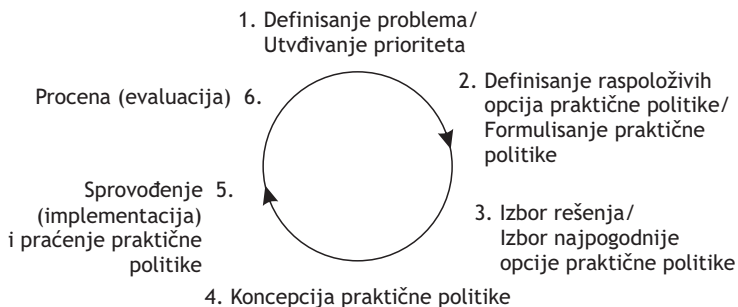 1. Definisanje problema/
Utvđivanje prioriteta
2. Definisanje raspoloživih
opcija praktične politike/
Formulisanje praktične
politike
3. Izbor rešenja/
Izbor najpogodnije
opcije praktične politike
4. Koncepcija praktične politike
Sprovođenje 5.
(implementacija)
i praćenje praktične
politike
Procena (evaluacija) 6.